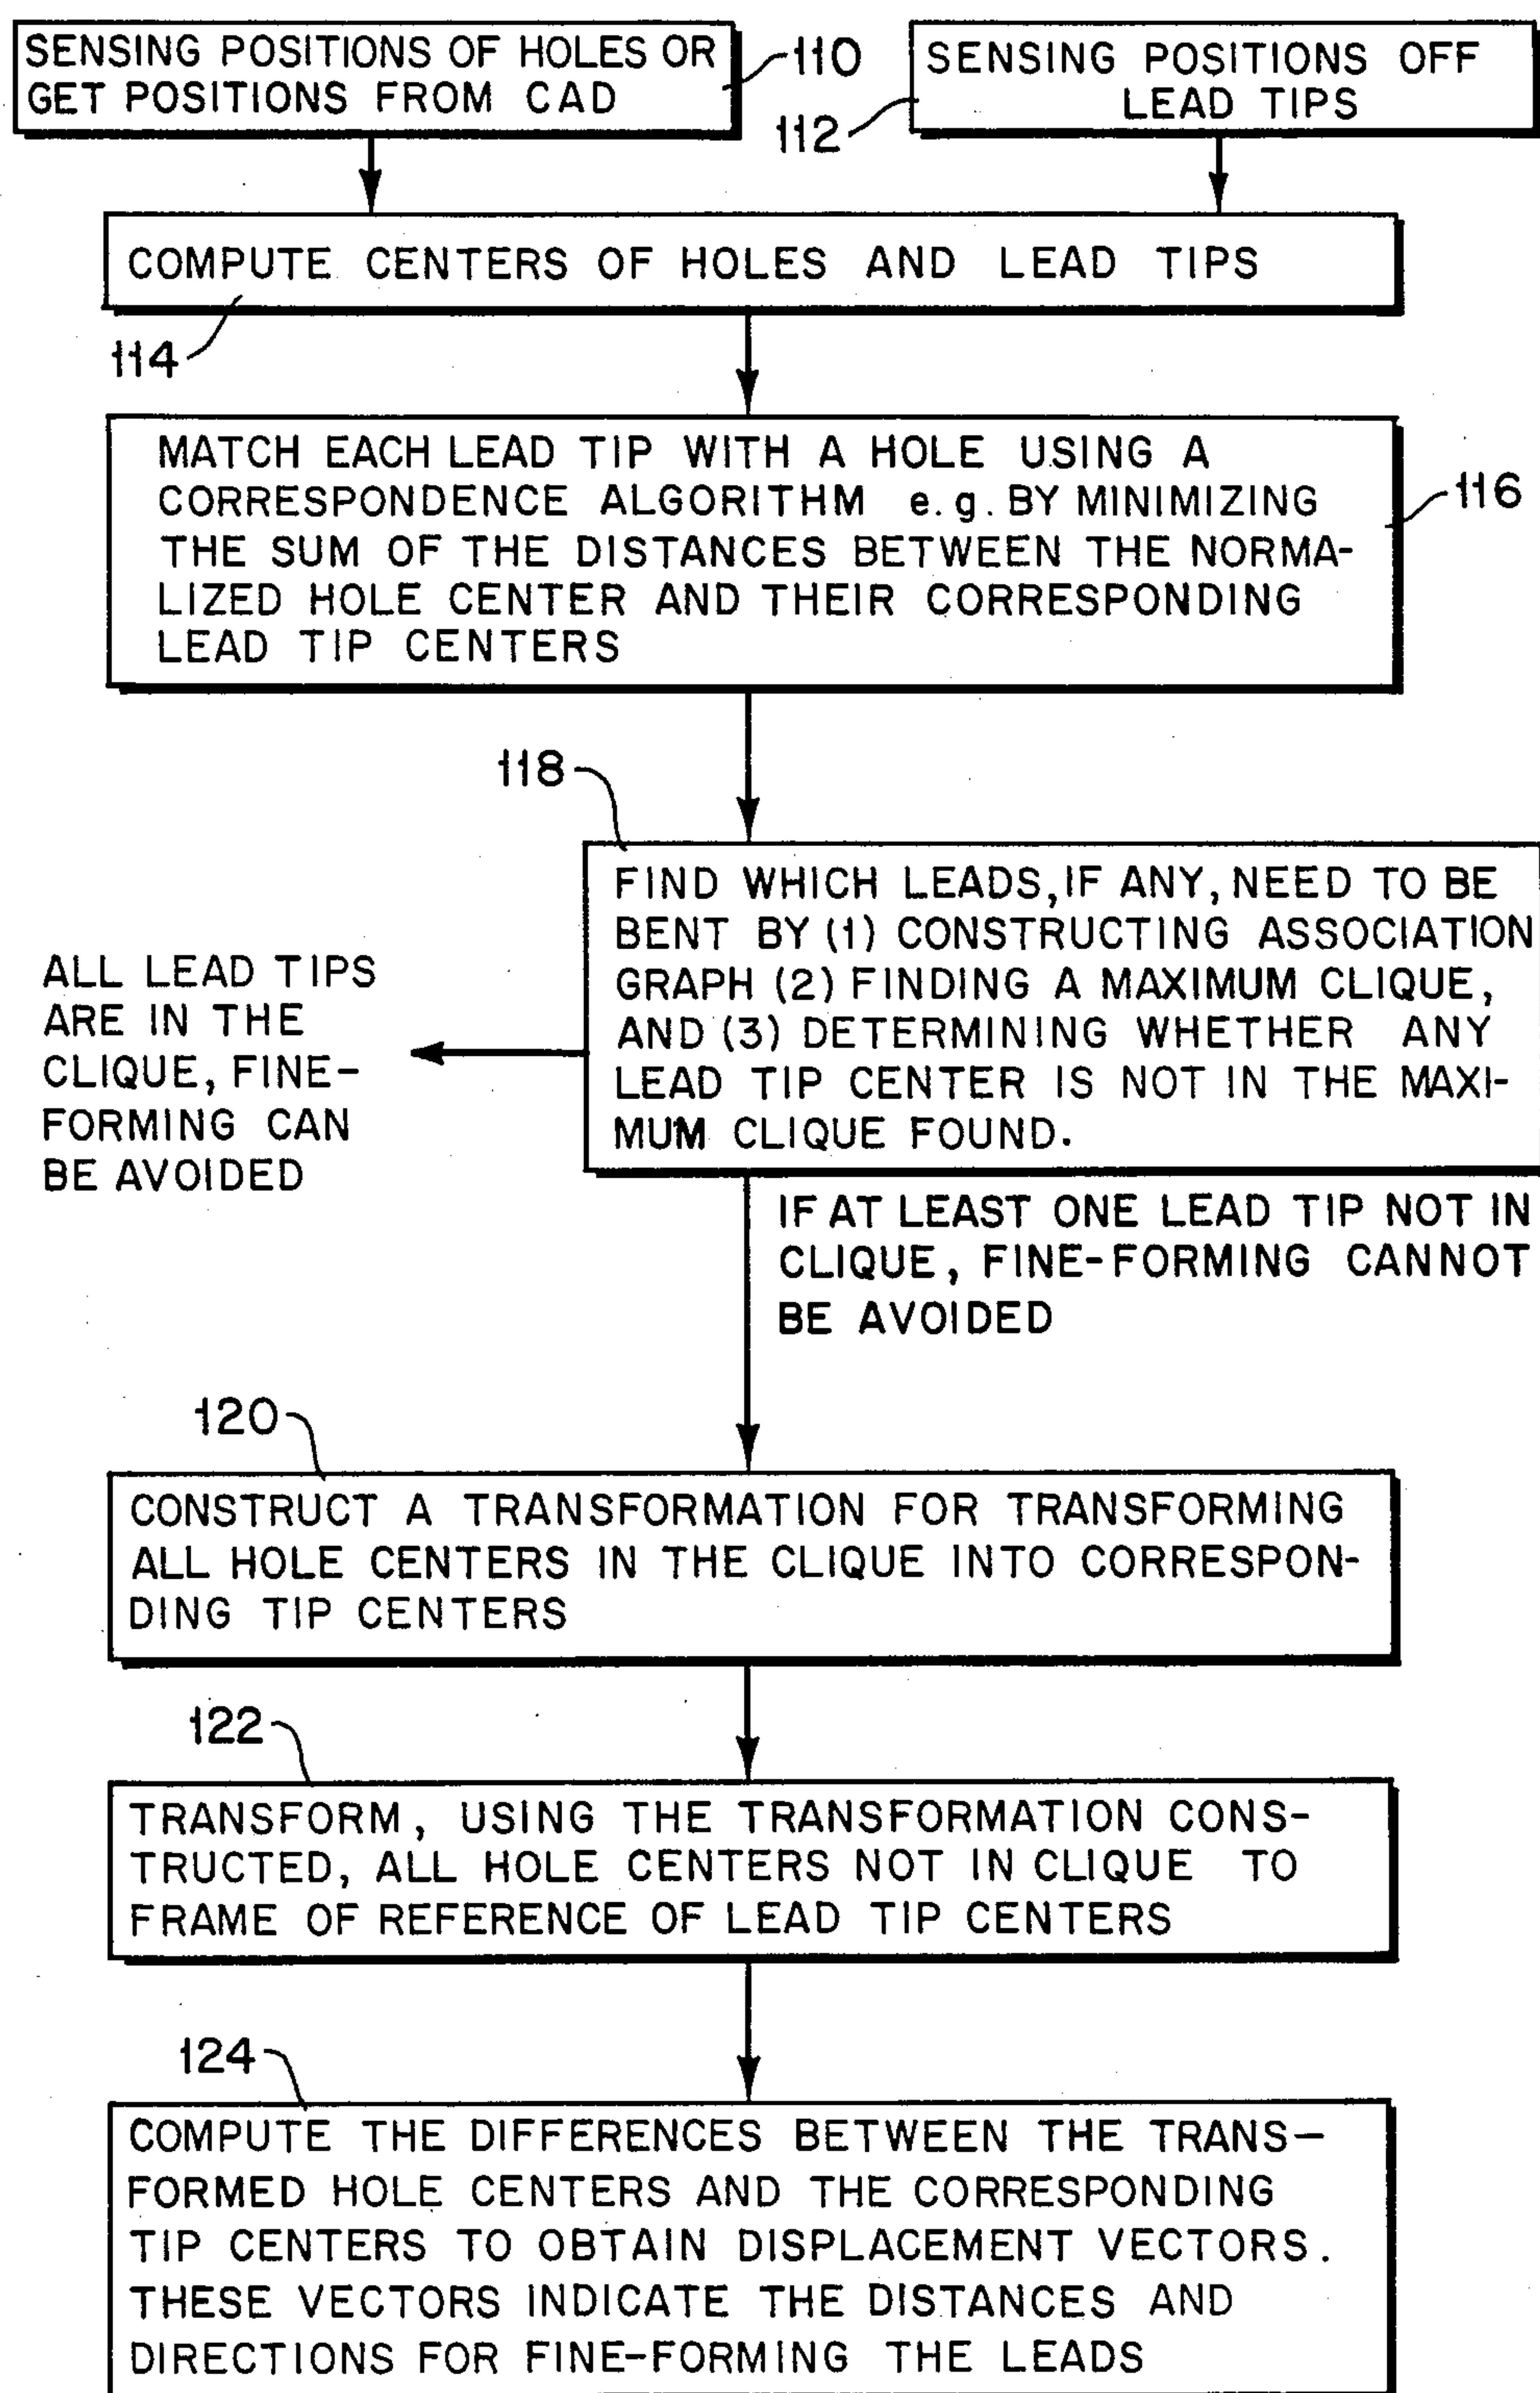 SENSING POSITIONS OF HOLES OR
GET POSITIONS FROM CAD
110
SENSING POSITIONS OFF
LEAD TIPS
112
COMPUTE CENTERS OF HOLES AND LEAD TIPS
114
MATCH EACH LEAD TIP WITH A HOLE USING A
CORRESPONDENCE ALGORITHM e.g. BY MINIMIZING
THE SUM OF THE DISTANCES BETWEEN THE NORMA-
LIZED HOLE CENTER AND THEIR CORRESPONDING
LEAD TIP CENTERS
116
118
FIND WHICH LEADS, IF ANY, NEED TO BE
BENT BY (1) CONSTRUCTING ASSOCIATION
GRAPH (2) FINDING A MAXIMUM CLIQUE,
AND (3) DETERMINING WHETHER ANY
LEAD TIP CENTER IS NOT IN THE MAXI-
MUM CLIQUE FOUND.
ALL LEAD TIPS
ARE IN THE
CLIQUE, FINE-
FORMING CAN
BE AVOIDED
IF AT LEAST ONE LEAD TIP NOT IN
CLIQUE, FINE-FORMING CANNOT
BE AVOIDED
120
CONSTRUCT A TRANSFORMATION FOR TRANSFORMING
ALL HOLE CENTERS IN THE CLIQUE INTO CORRESPON-
DING TIP CENTERS
122
TRANSFORM, USING THE TRANSFORMATION CONS-
TRUCTED, ALL HOLE CENTERS NOT IN CLIQUE TO
FRAME OF REFERENCE OF LEAD TIP CENTERS
124
COMPUTE THE DIFFERENCES BETWEEN THE TRANS-
FORMED HOLE CENTERS AND THE CORRESPONDING
TIP CENTERS TO OBTAIN DISPLACEMENT VECTORS.
THESE VECTORS INDICATE THE DISTANCES AND
DIRECTIONS FOR FINE-FORMING THE LEADS